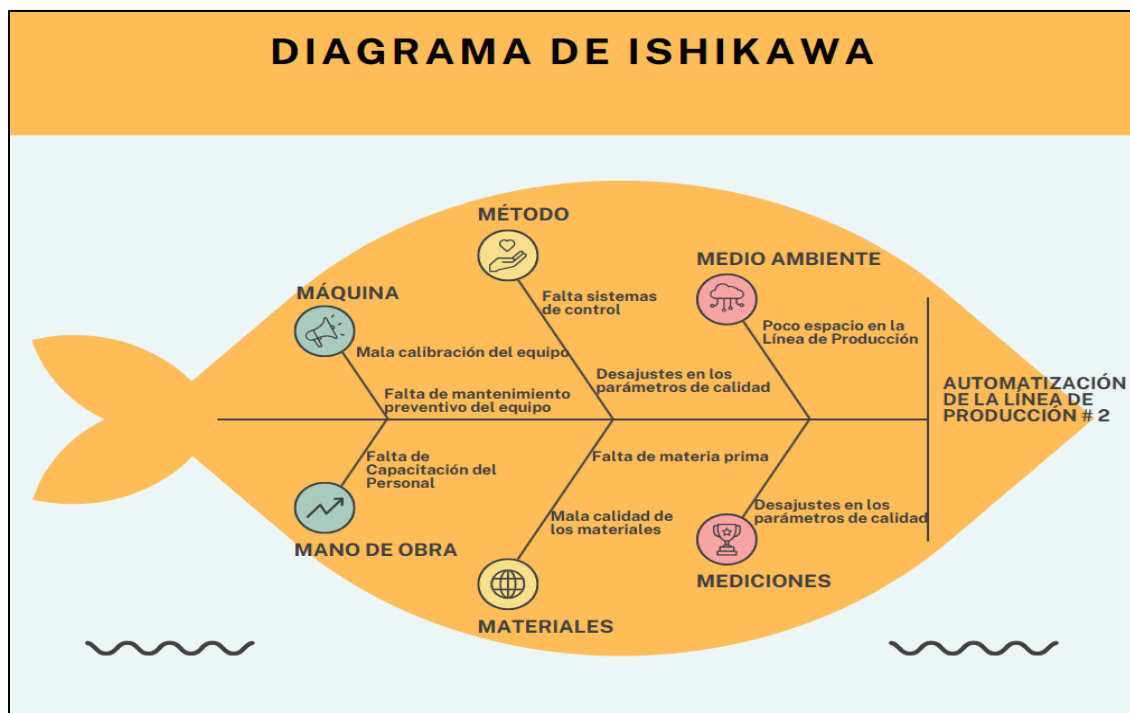 DIAGRAMA DE ISHIKAWA
MÉTODO
MEDIO AMBIENTE
MÁQUINA
Falta sistemas
de control
Poco espacio en la
Línea de Producción
Mala calibración del equipo
Desajustes en los
parámetros de calidad
Falta de mantenimiento
preventivo del equipo
AUTOMATIZACIÓN
DE LA LÍNEA DE
PRODUCCIÓN # 2
Falta de
Capacitación del
Personal
Falta de materia prima
Mala calidad de
los materiales
Desajustes en los
parámetros de calidad
MANO DE OBRA
MATERIALES
MEDICIONES